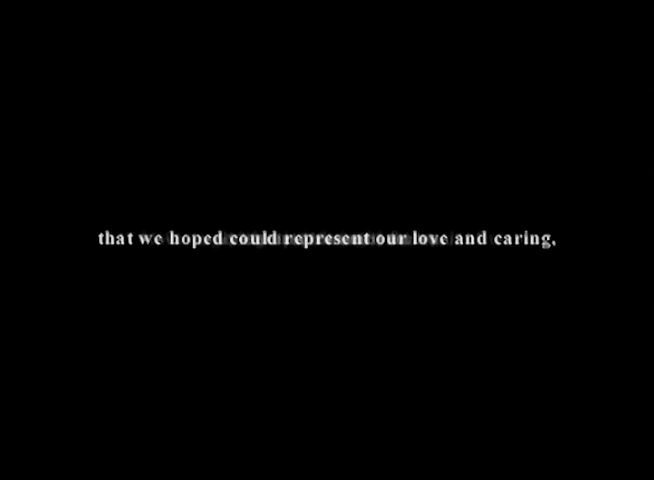 that we hoped could represent our love and caring,